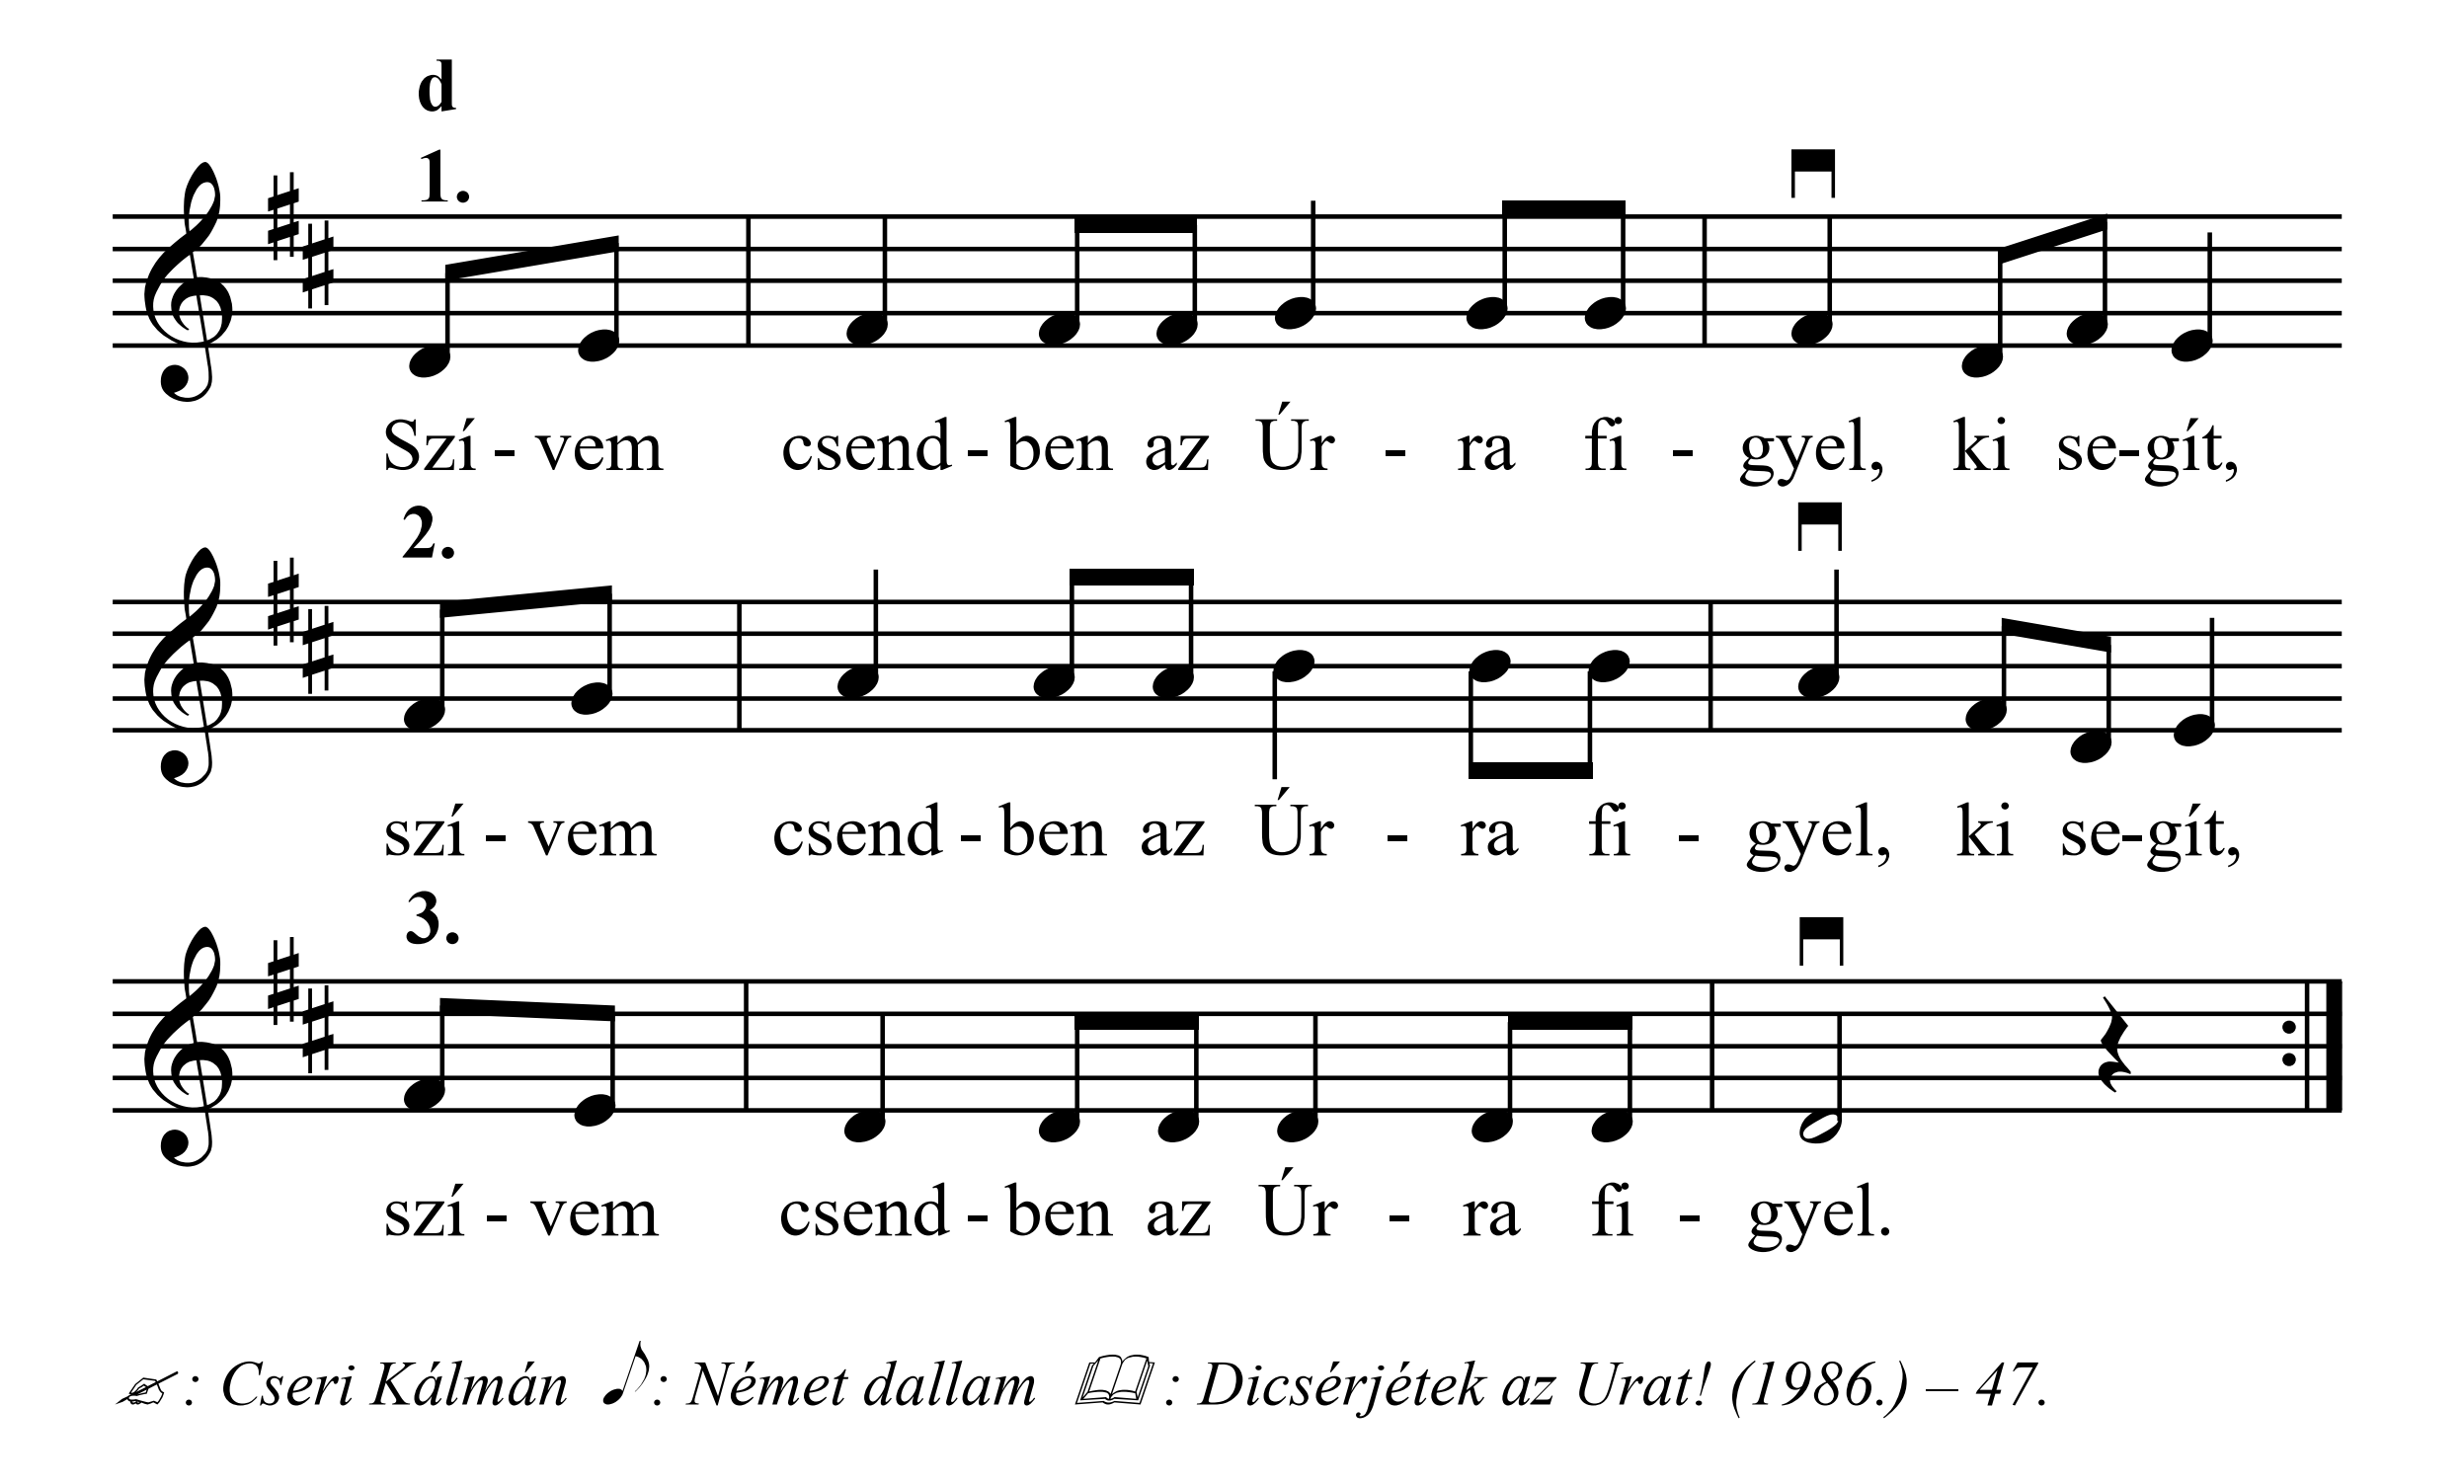 d
1.
Szí - vem csend - ben az Úr - ra fi - gyel, ki se-gít,
2.
szí - vem csend - ben az Úr - ra fi - gyel, ki se-gít,
3.
szí - vem csend - ben az Úr - ra fi - gyel.
✍: Cseri Kálmán ♪: Német dallam 🕮: Dicsérjétek az Urat! (1986.) – 47.